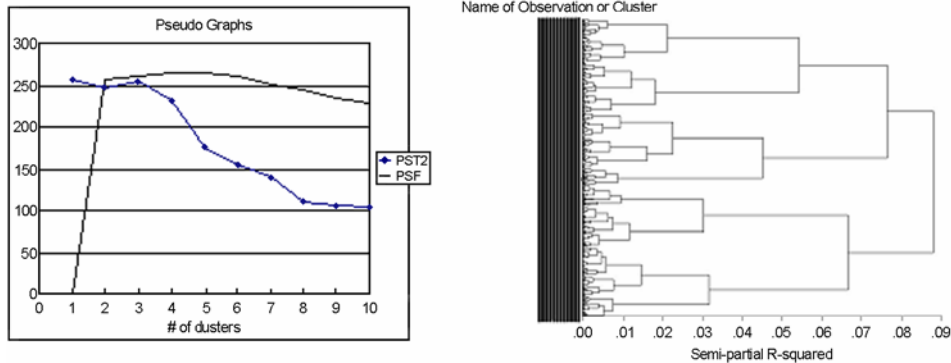 Pseudo Graphs
300
250
200
150
100
50
0
0 1 2 3 4 5 6 7 8 9 10
# of dusters
PST2
PSF
Name of Observation or Cluster
.00 .01 .02 .03 .04 .05 .06 .07 .08 .09
Semi-partial R-squared